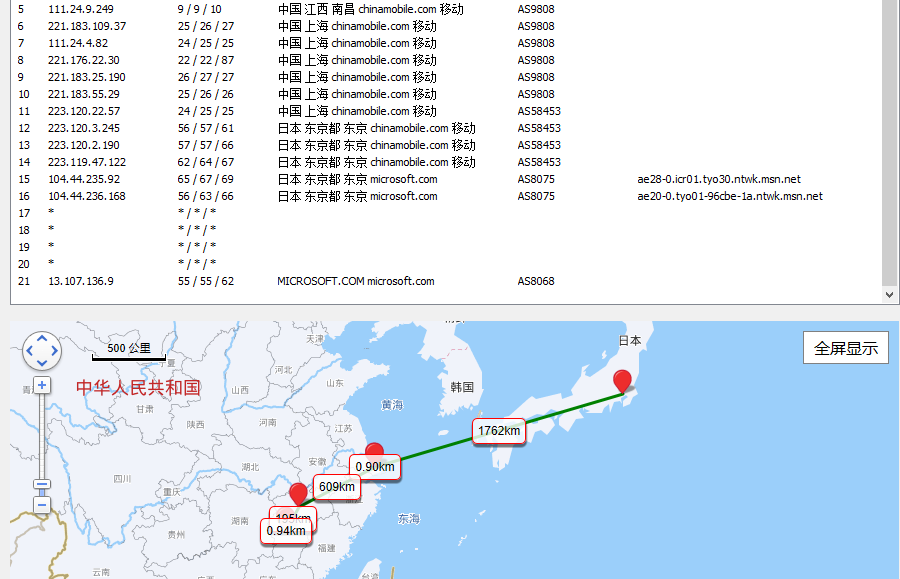 5 111.24.9.249 9 / 9 / 10 中国 江西 南昌 chinamobile.com 移动 AS9808
6 221.183.109.37 25 / 26 / 27 中国 上海 chinamobile.com 移动 AS9808
7 111.24.4.82 24 / 25 / 25 中国 上海 chinamobile.com 移动 AS9808
8 221.176.22.30 22 / 22 / 87 中国 上海 chinamobile.com 移动 AS9808
9 221.183.25.190 26 / 27 / 27 中国 上海 chinamobile.com 移动 AS9808
10 221.183.55.29 25 / 26 / 26 中国 上海 chinamobile.com 移动 AS9808
11 223.120.22.57 24 / 25 / 25 中国 上海 chinamobile.com 移动 AS58453
12 223.120.3.245 56 / 57 / 61 日本 东京都 东京 chinamobile.com 移动 AS58453
13 223.120.2.190 57 / 57 / 66 日本 东京都 东京 chinamobile.com 移动 AS58453
14 223.119.47.122 62 / 64 / 67 日本 东京都 东京 chinamobile.com 移动 AS58453
15 104.44.235.92 65 / 67 / 69 日本 东京都 东京 microsoft.com AS8075 ae28-0.icr01.tyo30.ntwk.msn.net
16 104.44.236.168 56 / 63 / 66 日本 东京都 东京 microsoft.com AS8075 ae20-0.tyo01-96cbe-1a.ntwk.msn.net
17 * * / * / *
18 * * / * / *
19 * * / * / *
20 * * / * / *
21 13.107.136.9 55 / 55 / 62 MICROSOFT.COM microsoft.com AS8068
天津
日本
500 公里
全屏显示
宁夏
河北
山东
韩国
中华人民共和国
山西
甘肃
黄海
陕西
河南
江苏
1762km
安徽
0.90km
湖北
四川
609km
重庆
195km
湖南
东海
0.94km
贵州
福建
云南
广西
广东
台湾